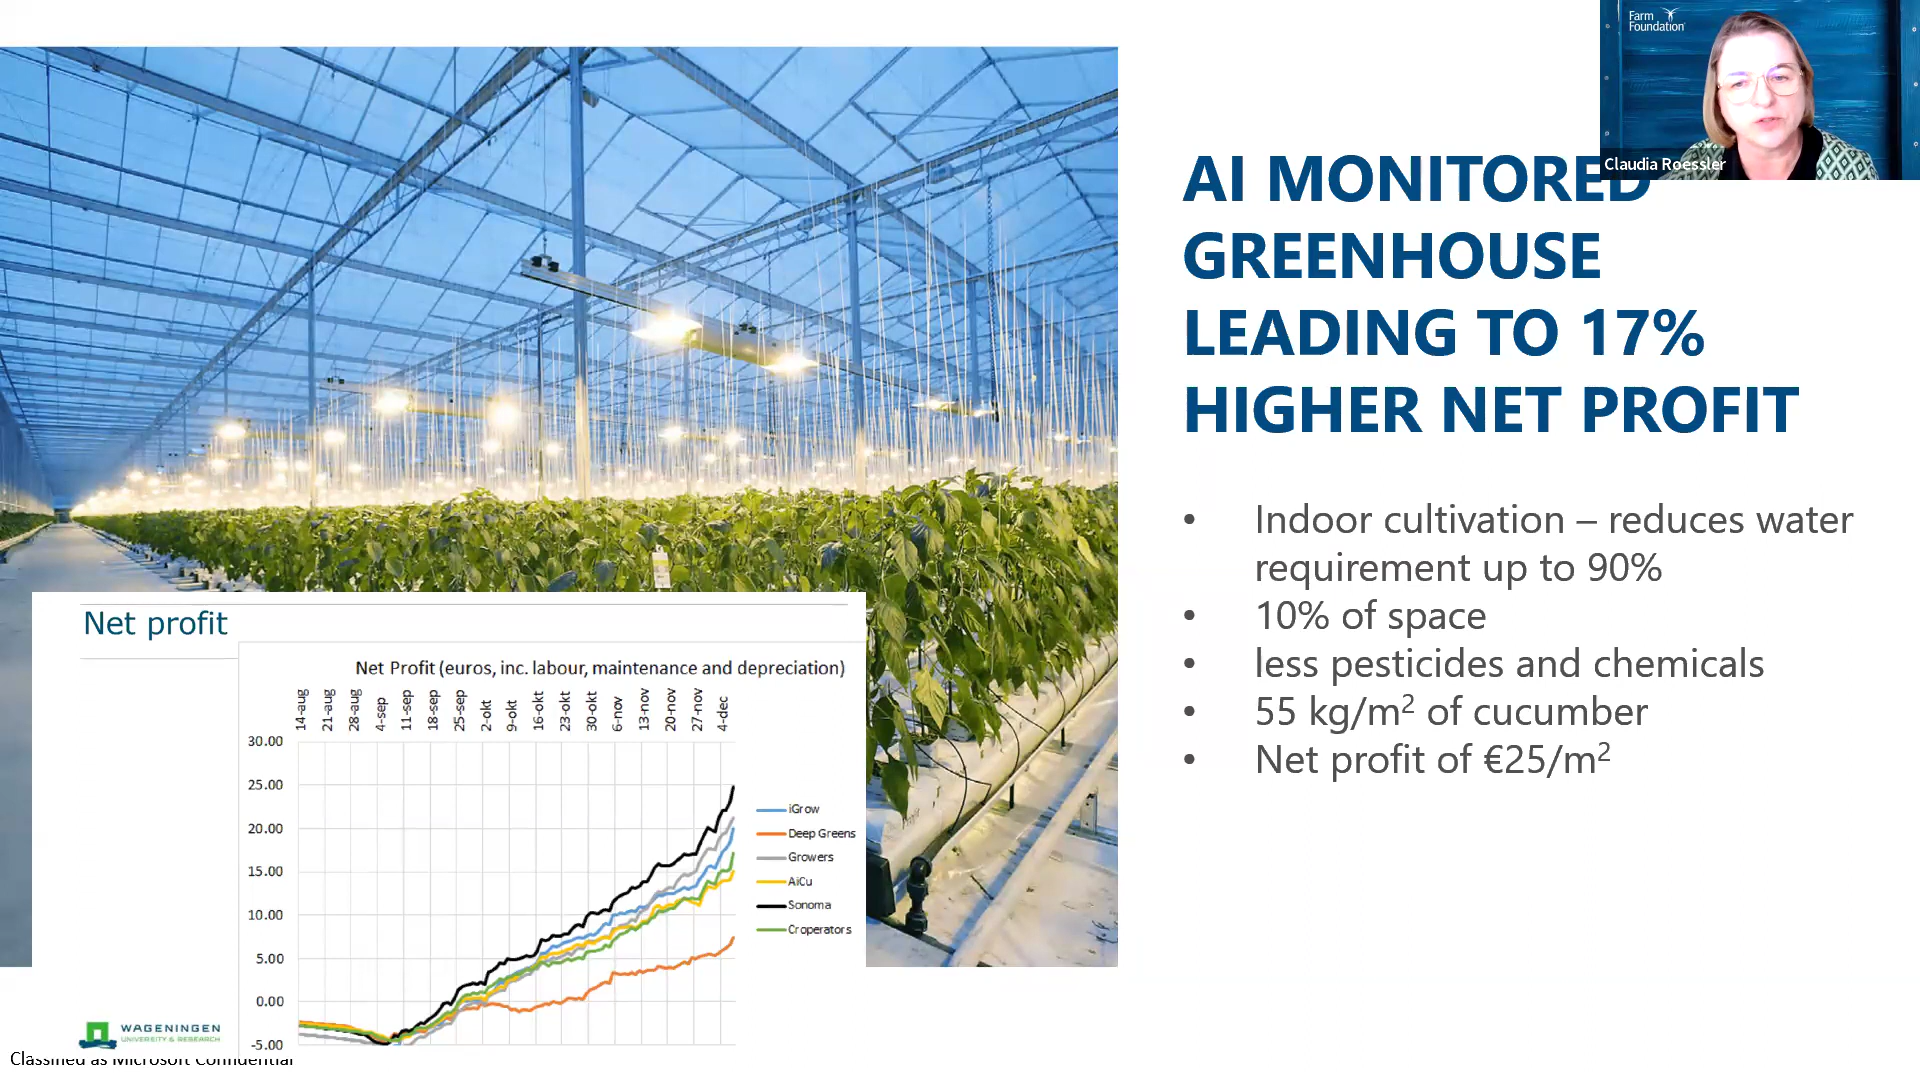 Farm
Foundation
Claudia Roessler
AI MONITORED
GREENHOUSE
LEADING TO 17%
HIGHER NET PROFIT
• Indoor cultivation – reduces water
requirement up to 90%
• 10% of space
• less pesticides and chemicals
• 55 kg/m² of cucumber
• Net profit of €25/m²
Net profit
Net Profit (euros, inc. labour, maintenance and depreciation)
14-aug
21-aug
28-aug
4-sep
11-sep
18-sep
25-sep
2-okt
9-okt
16-okt
23-okt
30-okt
6-nov
13-nov
20-nov
27-nov
4-dec
30.00
25.00
20.00
15.00
10.00
5.00
0.00
-5.00
iGrow
Deep Greens
Growers
AiCu
Sonoma
Croperators
WAGENINGEN
UNIVERSITY & RESEARCH
Classified as Microsoft Confidential